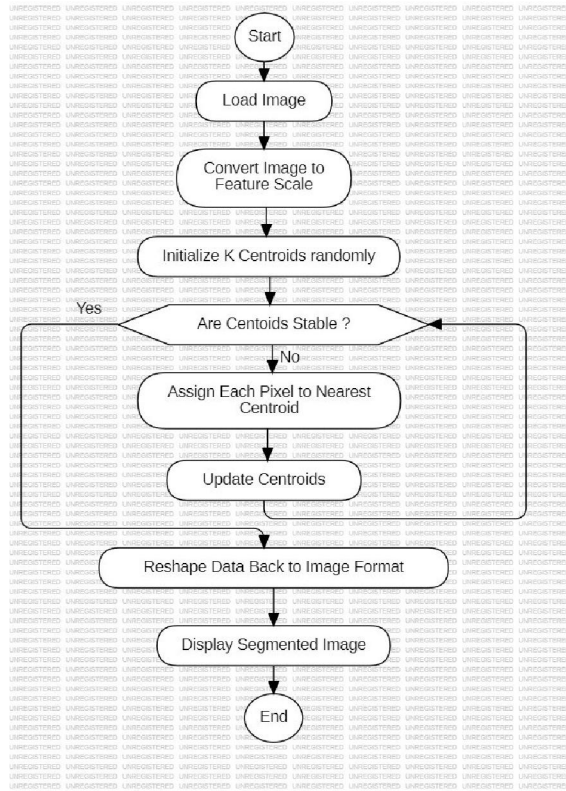 Start
Load Image
Convert Image to
Feature Scale
Initialize K Centroids randomly
Yes
Are Centoids Stable ?
No
Assign Each Pixel to Nearest
Centroid
Update Centroids
Reshape Data Back to Image Format
Display Segmented Image
End
UNREGISTERED